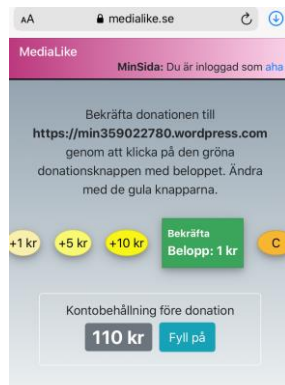 AA medialike.se
MediaLike
MinSida: Du är inloggad som aha
Bekräfta donationen till
https://min359022780.wordpress.com
genom att klicka på den gröna
donationsknappen med beloppet. Ändra
med de gula knapparna.
+1 kr +5 kr +10 kr Bekräfta C
Belopp: 1 kr
Kontobehållning före donation
110 kr Fyll på